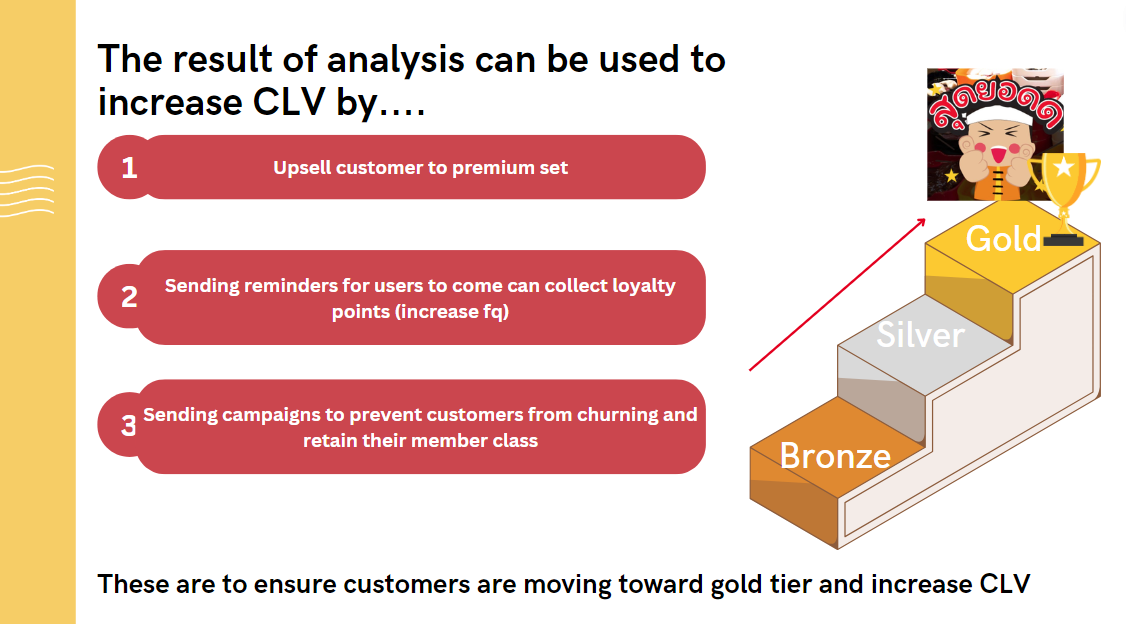 The result of analysis can be used to
increase CLV by....
1
Upsell customer to premium set
2
Sending reminders for users to come can collect loyalty
points (increase fq)
3
Sending campaigns to prevent customers from churning and
retain their member class
สุดยอดด
Gold
Silver
Bronze
These are to ensure customers are moving toward gold tier and increase CLV